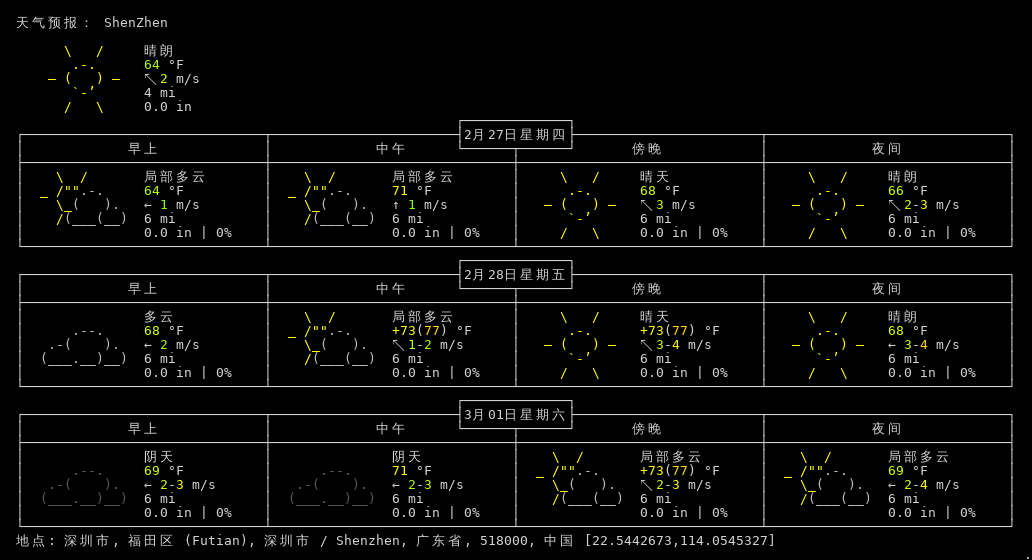 天气预报： ShenZhen
晴朗
64 °F
↖ 2 m/s
4 mi
0.0 in
2月27日星期四
早上 中午 傍晚 夜间
局部多云 局部多云 晴天 晴朗
64 °F 71 °F 68 °F 66 °F
← 1 m/s ↑ 1 m/s ↖ 3 m/s ↖ 2-3 m/s
6 mi 6 mi 6 mi 6 mi
0.0 in | 0% 0.0 in | 0% 0.0 in | 0% 0.0 in | 0%
2月28日星期五
早上 中午 傍晚 夜间
多云 局部多云 晴天 晴朗
68 °F +73(77) °F +73(77) °F 68 °F
← 2 m/s ↖ 1-2 m/s ↖ 3-4 m/s ← 3-4 m/s
6 mi 6 mi 6 mi 6 mi
0.0 in | 0% 0.0 in | 0% 0.0 in | 0% 0.0 in | 0%
3月01日星期六
早上 中午 傍晚 夜间
阴天 阴天 局部多云 局部多云
69 °F 71 °F +73(77) °F 69 °F
← 2-3 m/s ← 2-3 m/s ↖ 2-3 m/s ← 2-4 m/s
6 mi 6 mi 6 mi 6 mi
0.0 in | 0% 0.0 in | 0% 0.0 in | 0% 0.0 in | 0%
地点: 深圳市, 福田区 (Futian), 深圳市 / Shenzhen, 广东省, 518000, 中国 [22.5442673,114.0545327]